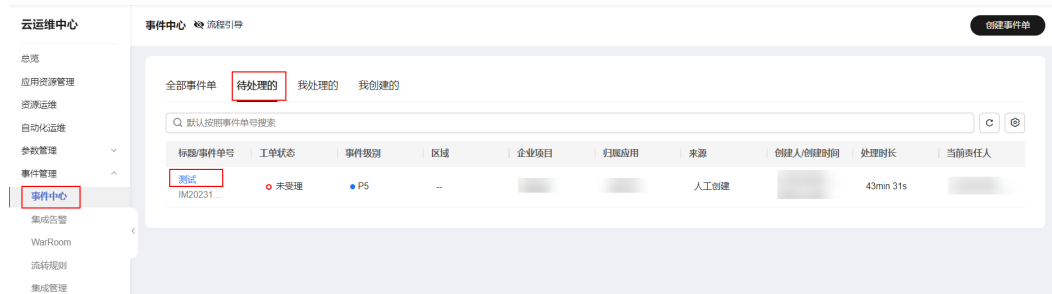 云运维中心
总览
应用资源管理
资源运维
自动化运维
参数管理
事件管理
事件中心
集成告警
WarRoom
流转规则
集成管理
事件中心 流程引导 创建事件单
全部事件单 待处理的 我处理的 我创建的
默认按照事件单号搜索
标题/事件单号 工单状态 事件级别 区域 企业项目 归属应用 来源 创建人/创建时间 处理时长 当前责任人
测试 未受理 P5 -- 人工创建 43min 31s
IM20231...